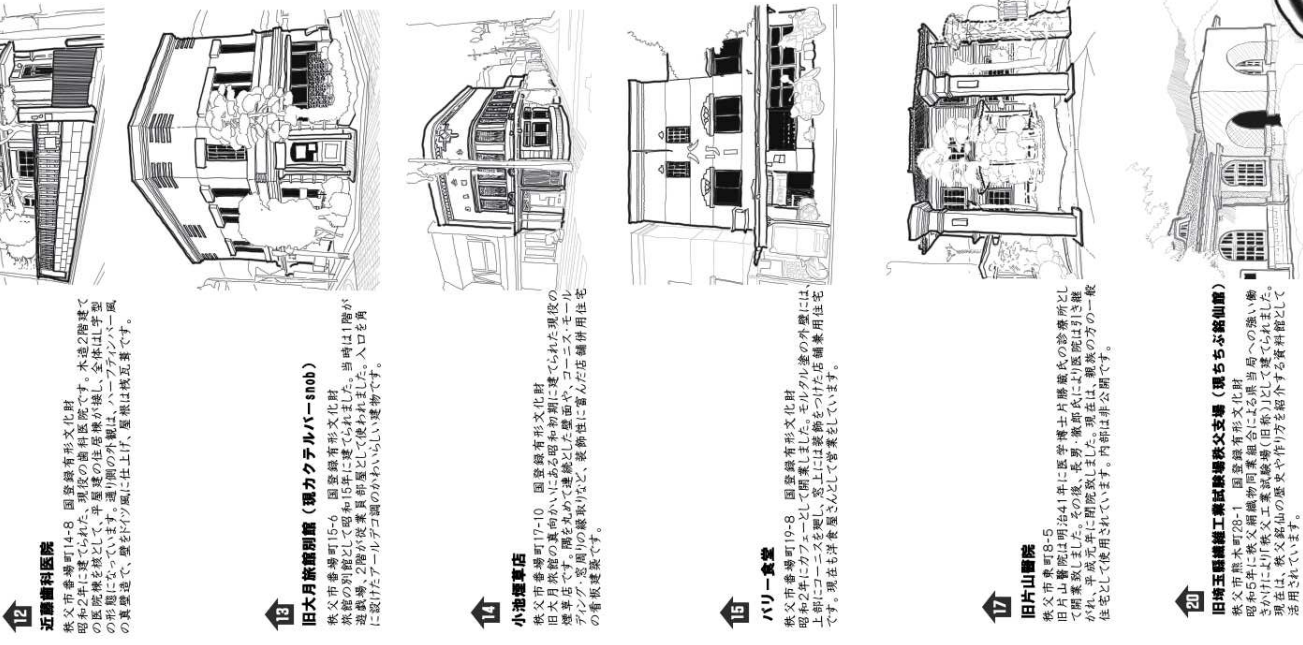 12
近藤歯科医院
秩父市番場町14-8　国登録有形文化財
昭和2年に建てられた、現役の歯科医院です。木造2階建て
の医院棟を核として、平屋建の住居棟が接し、全体はL字型
の形態になっています。通り側の外観は、ハーフティンバー風
の真壁造で、壁をドイツ風に仕上げ、屋根は桟瓦葺です。
13
旧大月旅館別館（現カクテルバーsnob）
秩父市番場町15-6　国登録有形文化財
旅館の別館として昭和15年に建てられました。当時は1階が
遊戯場、2階が従業員部屋として使われました。入口を角
に設けたアールデコ調のかわいらしい建物です。
14
小池煙草店
秩父市番場町17-10　国登録有形文化財
旧大月旅館の真向かいにある昭和初期に建てられた現役の
煙草店です。隅を丸めて連続とした壁面や、コーニス・モール
ディング・窓周りの縁取りなど、装飾性に富んだ店舗併用住宅
の看板建築です。
15
パリー食堂
秩父市番場町19-8　国登録有形文化財
昭和2年にカフェーとして開業しました。モルタル塗の外壁には、
上部にコーニスを廻し、窓上には装飾をつけた店舗兼用住宅
です。現在も洋食屋さんとして営業をしています。
17
旧片山醫院
秩父市東町8-5
旧片山醫院は明治41年に医学博士片勝蔵氏の診療所とし
て開業致しました。その後、長男・徹郎氏により医院は引き継
がれ、平成元年に閉院致しました。現在は、親族の方の一般
住宅として使用されています。内部は非公開です。
20
旧埼玉縣繊維工業試験場秩父支場（現ちちぶ銘仙館）
秩父市熊木町28-1　国登録有形文化財
昭和5年に秩父絹織物同業組合による県当局への強い働
きかけにより「秩父工業試験場（旧称）」として建てられました。
現在は、秩父銘仙の歴史や作り方を紹介する資料館として
活用されています。